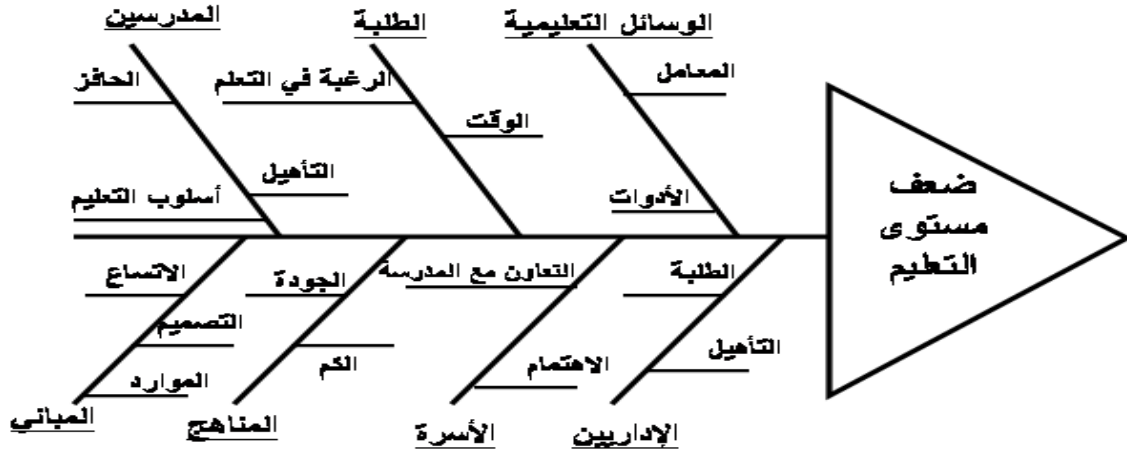 الوسائل التعليمية
المعامل
الأدوات
الطلبة
الرغبة في التعلم
الوقت
المدرسين
الحافز
التأهيل
أسلوب التعليم
ضعف
مستوى
التعليم
الطلبة
التأهيل
الإداريين
التعاون مع المدرسة
الاهتمام
الأسرة
الجودة
الكم
المناهج
الاتساع
التصميم
الموارد
المباني